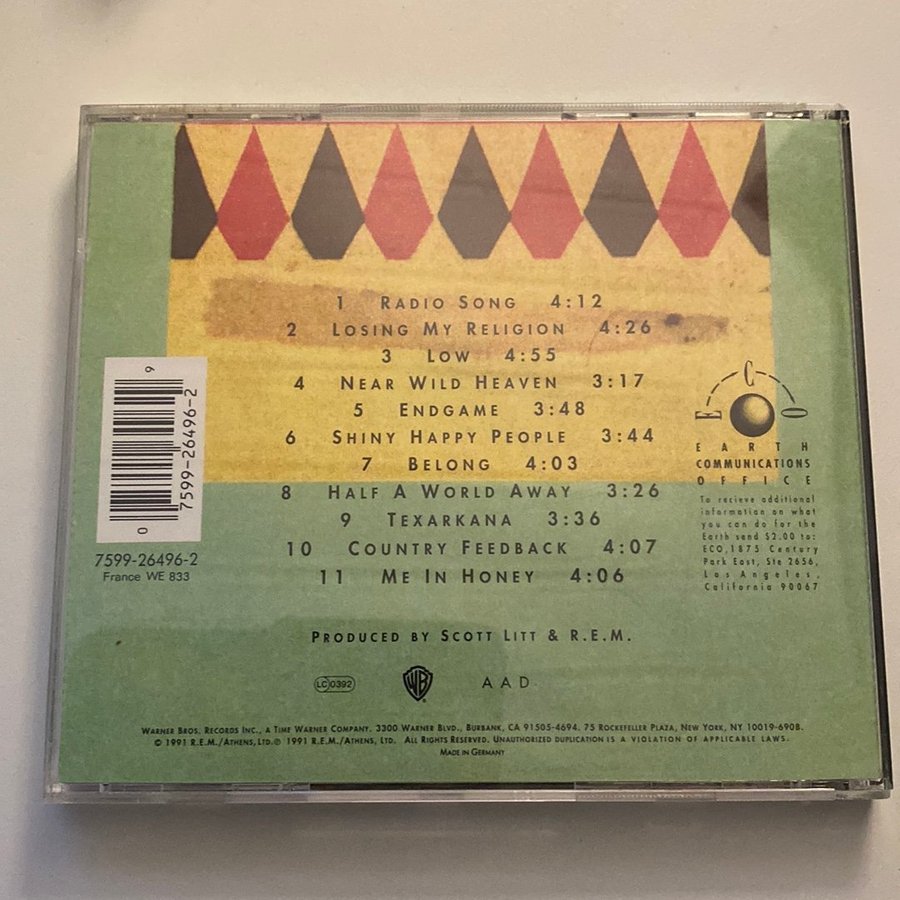 1 RADIO SONG 4:12
2 LOSING MY RELIGION 4:26
3 LOW 4:55
4 NEAR WILD HEAVEN 3:17
5 ENDGAME 3:48
6 SHINY HAPPY PEOPLE 3:44
7 BELONG 4:03
8 HALF A WORLD AWAY 3:26
9 TEXARKANA 3:36
10 COUNTRY FEEDBACK 4:07
11 ME IN HONEY 4:06
PRODUCED BY SCOTT LITT & R.E.M.
LC 0392
WB
AAD
WARNER BROS. RECORDS INC., A TIME WARNER COMPANY. 3300 WARNER BLVD., BURBANK, CA 91505-4694. 75 ROCKEFELLER PLAZA, NEW YORK, NY 10019-6908.
© 1991 R.E.M./ATHENS, LTD. ℗ 1991 R.E.M./ATHENS, LTD. ALL RIGHTS RESERVED. UNAUTHORIZED DUPLICATION IS A VIOLATION OF APPLICABLE LAWS.
MADE IN GERMANY
0 7599-26496-2 9
7599-26496-2
France WE 833
ECO
EARTH
COMMUNICATIONS
OFFICE
To recieve additional
information on what
you can do for the
Earth send $2.00 to:
ECO, 1875 Century
Park East, Ste 2656,
Los Angeles,
California 90067